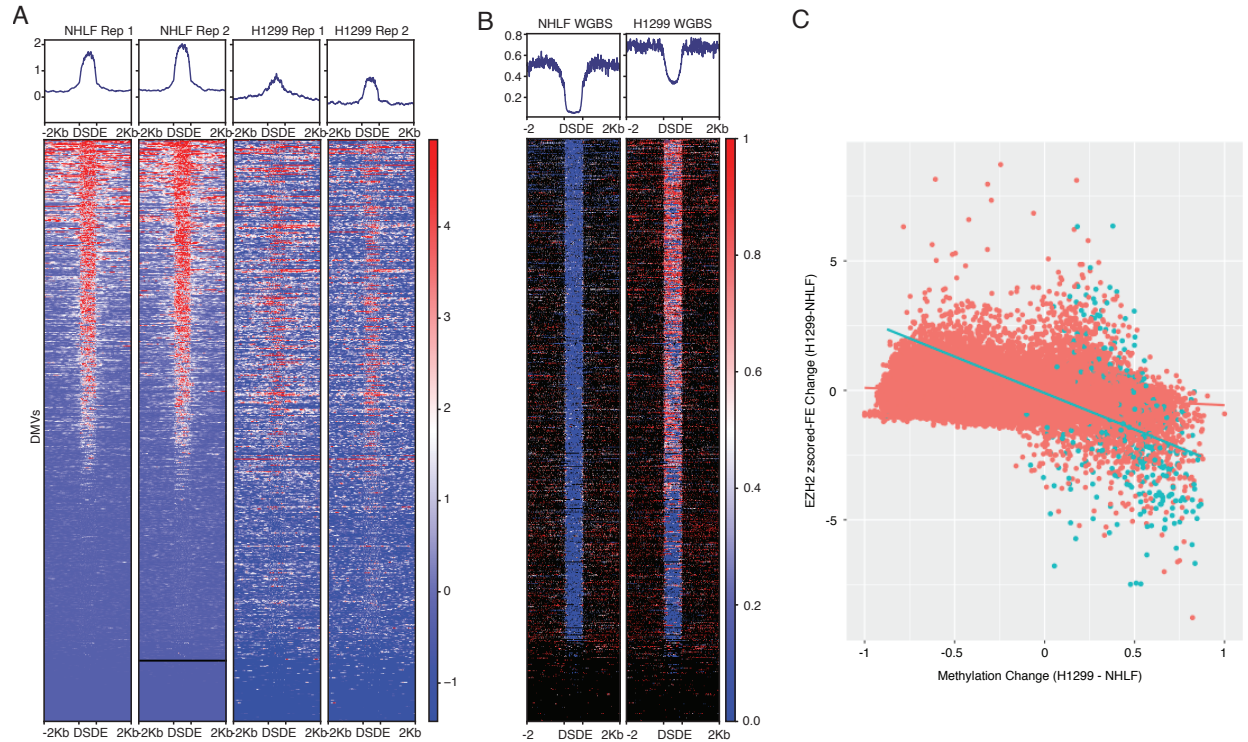 A
NHLF Rep 1 NHLF Rep 2 H1299 Rep 1 H1299 Rep 2
2
1
0
-2Kb DSDE 2Kb -2Kb DSDE 2Kb -2Kb DSDE 2Kb -2Kb DSDE 2Kb
DMVs
4
3
2
1
0
−1
-2Kb DSDE 2Kb -2Kb DSDE 2Kb -2Kb DSDE 2Kb -2Kb DSDE 2Kb
B
NHLF WGBS H1299 WGBS
0.8
0.6
0.4
0.2
-2 DSDE 2Kb -2 DSDE 2Kb
1
0.8
0.6
0.4
0.2
0.0
-2 DSDE 2Kb -2 DSDE 2Kb
C
EZH2 zscored-FE Change (H1299-NHLF)
5
0
-5
-1 -0.5 0 0.5 1
Methylation Change (H1299 - NHLF)